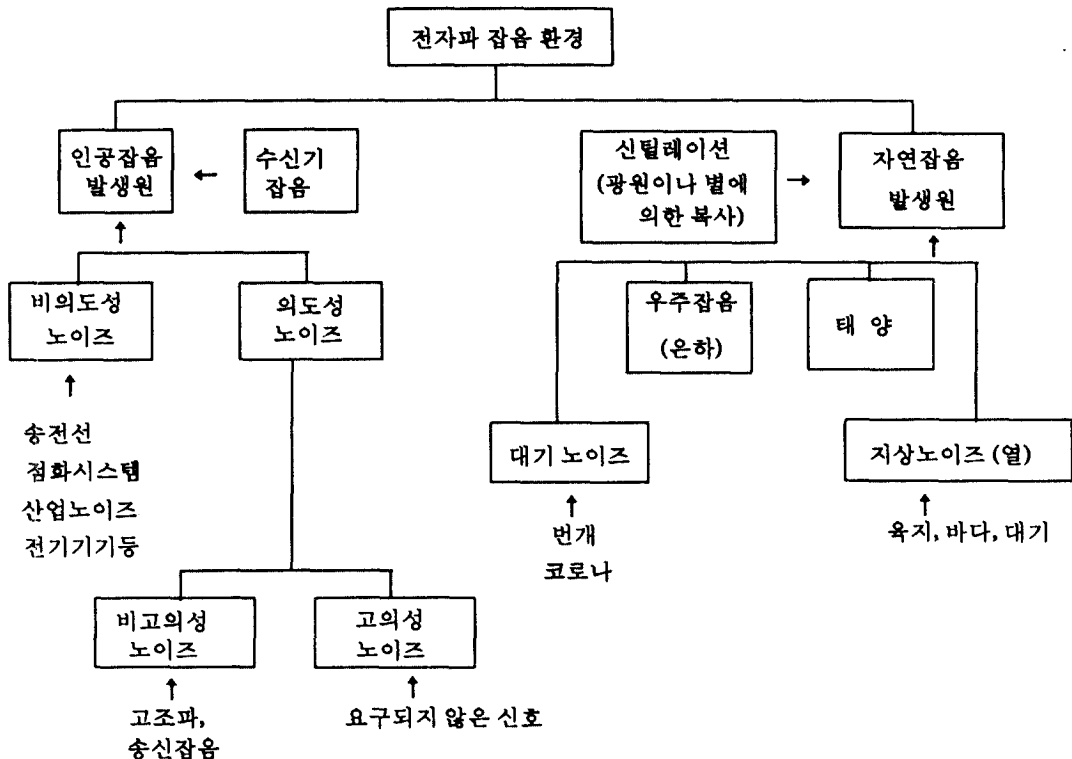 전자파 잡음 환경
인공잡음
발생원
수신기
잡음
신틸레이션
(광원이나 별에
의한 복사)
자연잡음
발생원
비의도성
노이즈
의도성
노이즈
우주잡음
(은하)
태 양
송전선
점화시스템
산업노이즈
전기기기등
대기 노이즈
지상노이즈 (열)
번개
코로나
육지, 바다, 대기
비고의성
노이즈
고의성
노이즈
고조파,
송신잡음
요구되지 않은 신호